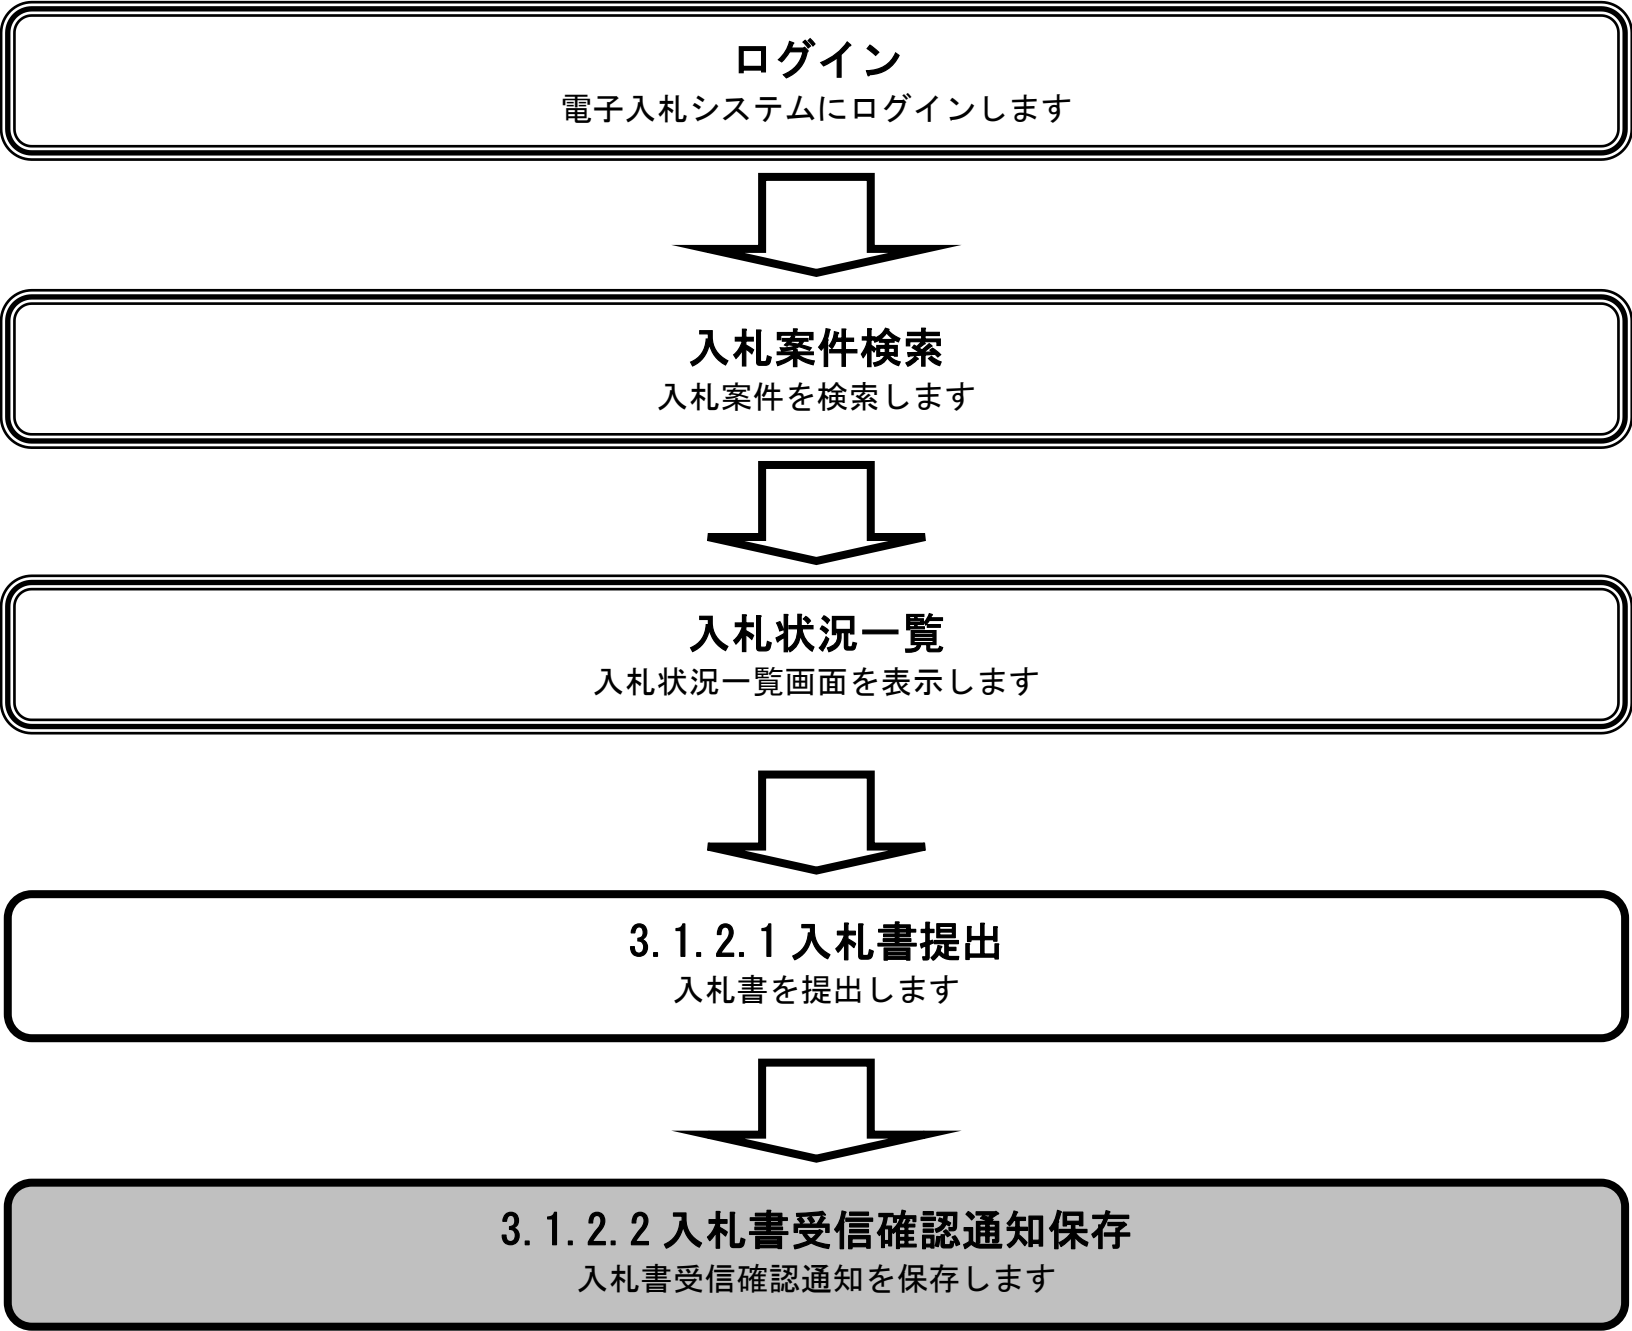 ログイン
電子入札システムにログインします
入札案件検索
入札案件を検索します
入札状況一覧
入札状況一覧画面を表示します
3.1.2.1入札書提出
入札書を提出します
3.1.2.2入札書受信確認通知保存
入札書受信確認通知を保存します